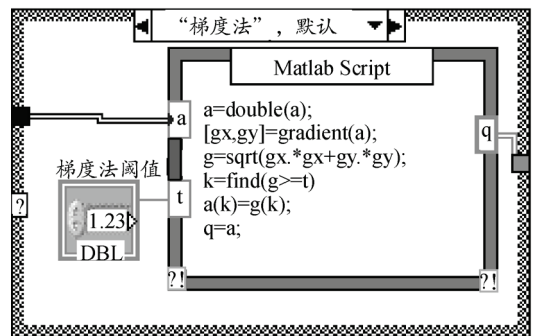 “梯度法”，默认
Matlab Script
a
a=double(a);
[gx,gy]=gradient(a);
g=sqrt(gx.*gx+gy.*gy);
k=find(g>=t)
a(k)=g(k);
q=a;
q
梯度法阈值
t
?
1.23
DBL
?!
?!